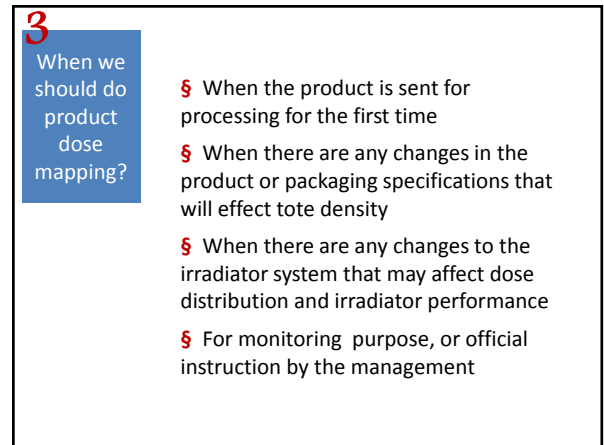 3
When we
should do
product
dose
mapping?
§ When the product is sent for
processing for the first time
§ When there are any changes in the
product or packaging specifications that
will effect tote density
§ When there are any changes to the
irradiator system that may affect dose
distribution and irradiator performance
§ For monitoring purpose, or official
instruction by the management